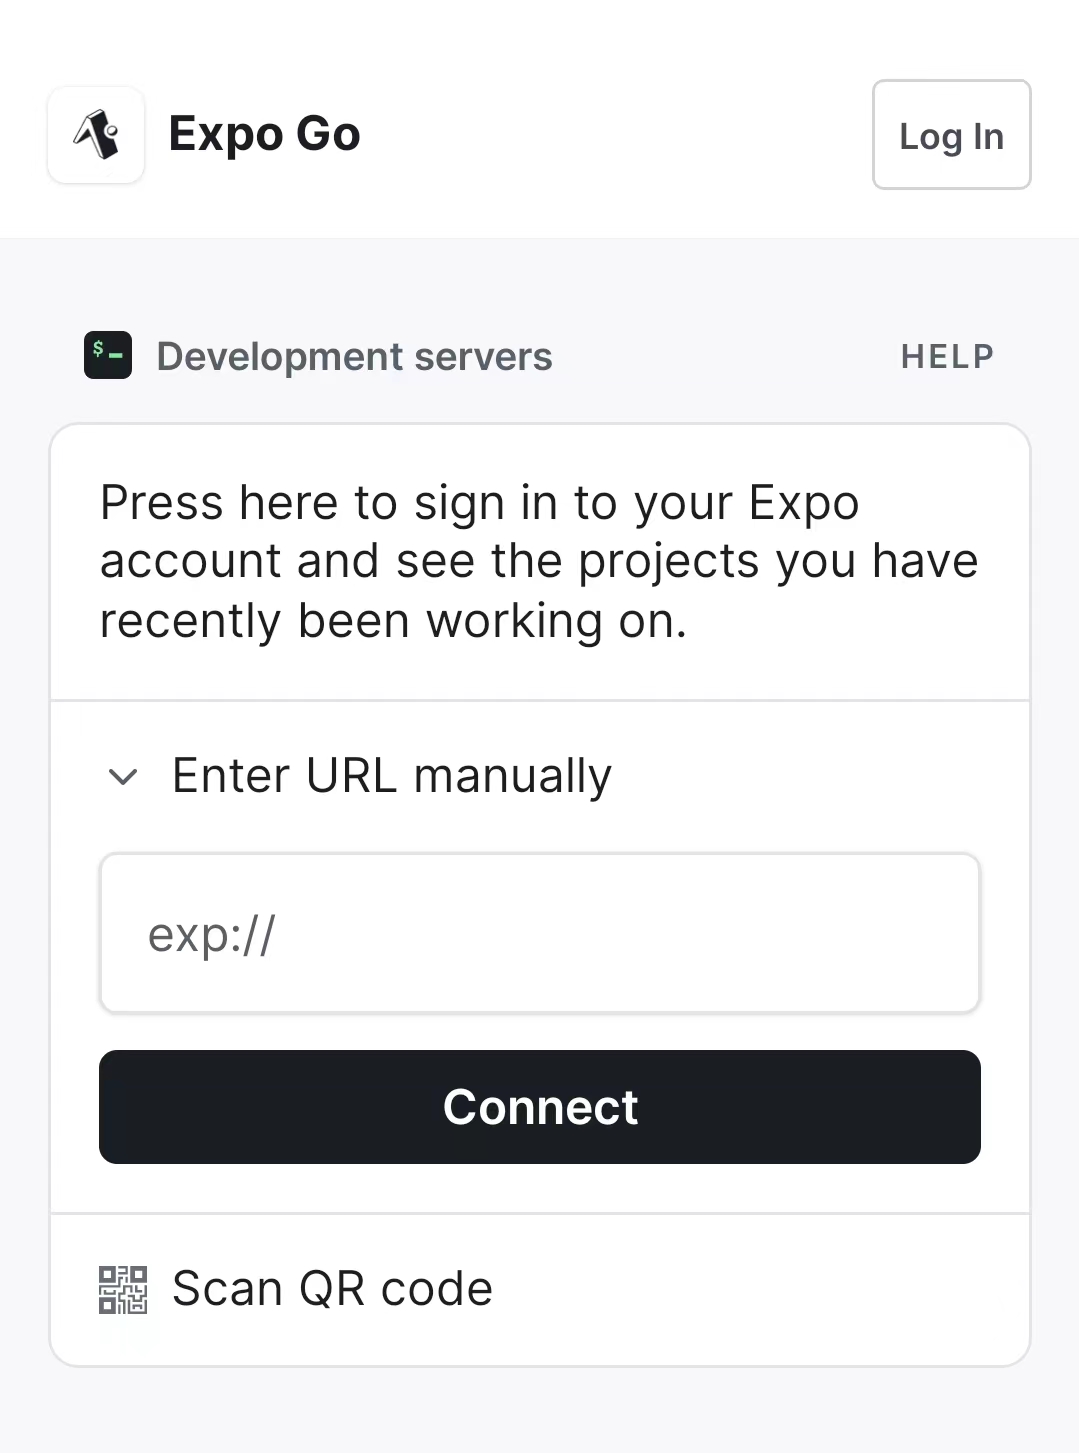 Expo Go
Log In
$
Development servers
HELP
Press here to sign in to your Expo
account and see the projects you have
recently been working on.
Enter URL manually
exp://
Connect
Scan QR code